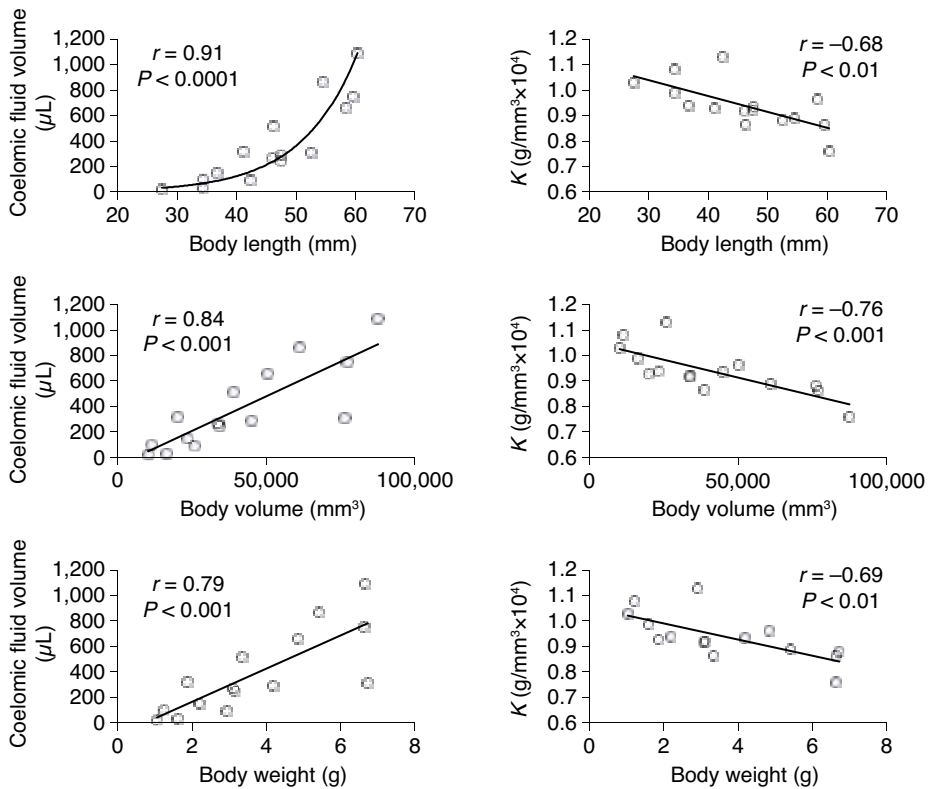 Coelomic fluid volume
(µL)
1,200
1,000
800
600
400
200
0
r = 0.91
P < 0.0001
20 30 40 50 60 70
Body length (mm)
K (g/mm³×10⁴)
1.2
1.1
1.0
0.9
0.8
0.7
0.6
r = –0.68
P < 0.01
20 30 40 50 60 70
Body length (mm)
Coelomic fluid volume
(µL)
1,200
1,000
800
600
400
200
0
r = 0.84
P < 0.001
0 50,000 100,000
Body volume (mm³)
K (g/mm³×10⁴)
1.2
1.1
1.0
0.9
0.8
0.7
0.6
r = –0.76
P < 0.001
0 50,000 100,000
Body volume (mm³)
Coelomic fluid volume
(µL)
1,200
1,000
800
600
400
200
0
r = 0.79
P < 0.001
0 2 4 6 8
Body weight (g)
K (g/mm³×10⁴)
1.2
1.1
1.0
0.9
0.8
0.7
0.6
r = –0.69
P < 0.01
0 2 4 6 8
Body weight (g)